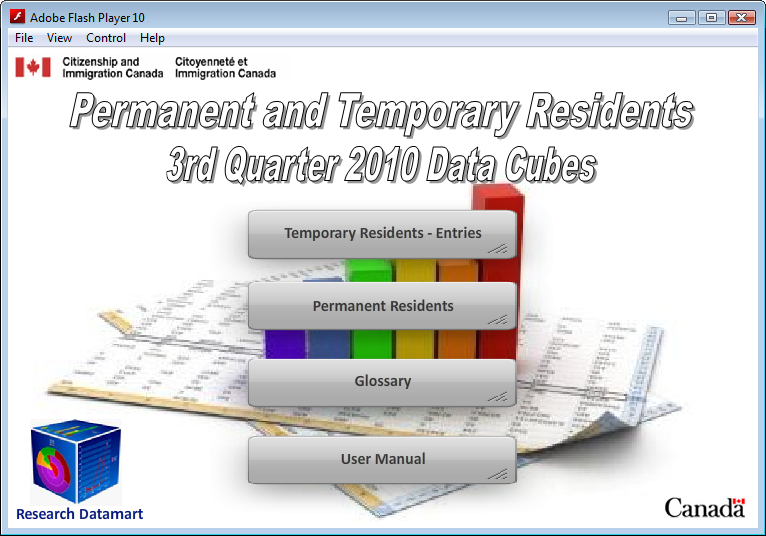 Adobe Flash Player 10
File View Control Help
Citizenship and Citoyenneté et
Immigration Canada Immigration Canada
Permanent and Temporary Residents
3rd Quarter 2010 Data Cubes
Temporary Residents - Entries
Permanent Residents
Glossary
User Manual
Research Datamart
Canada